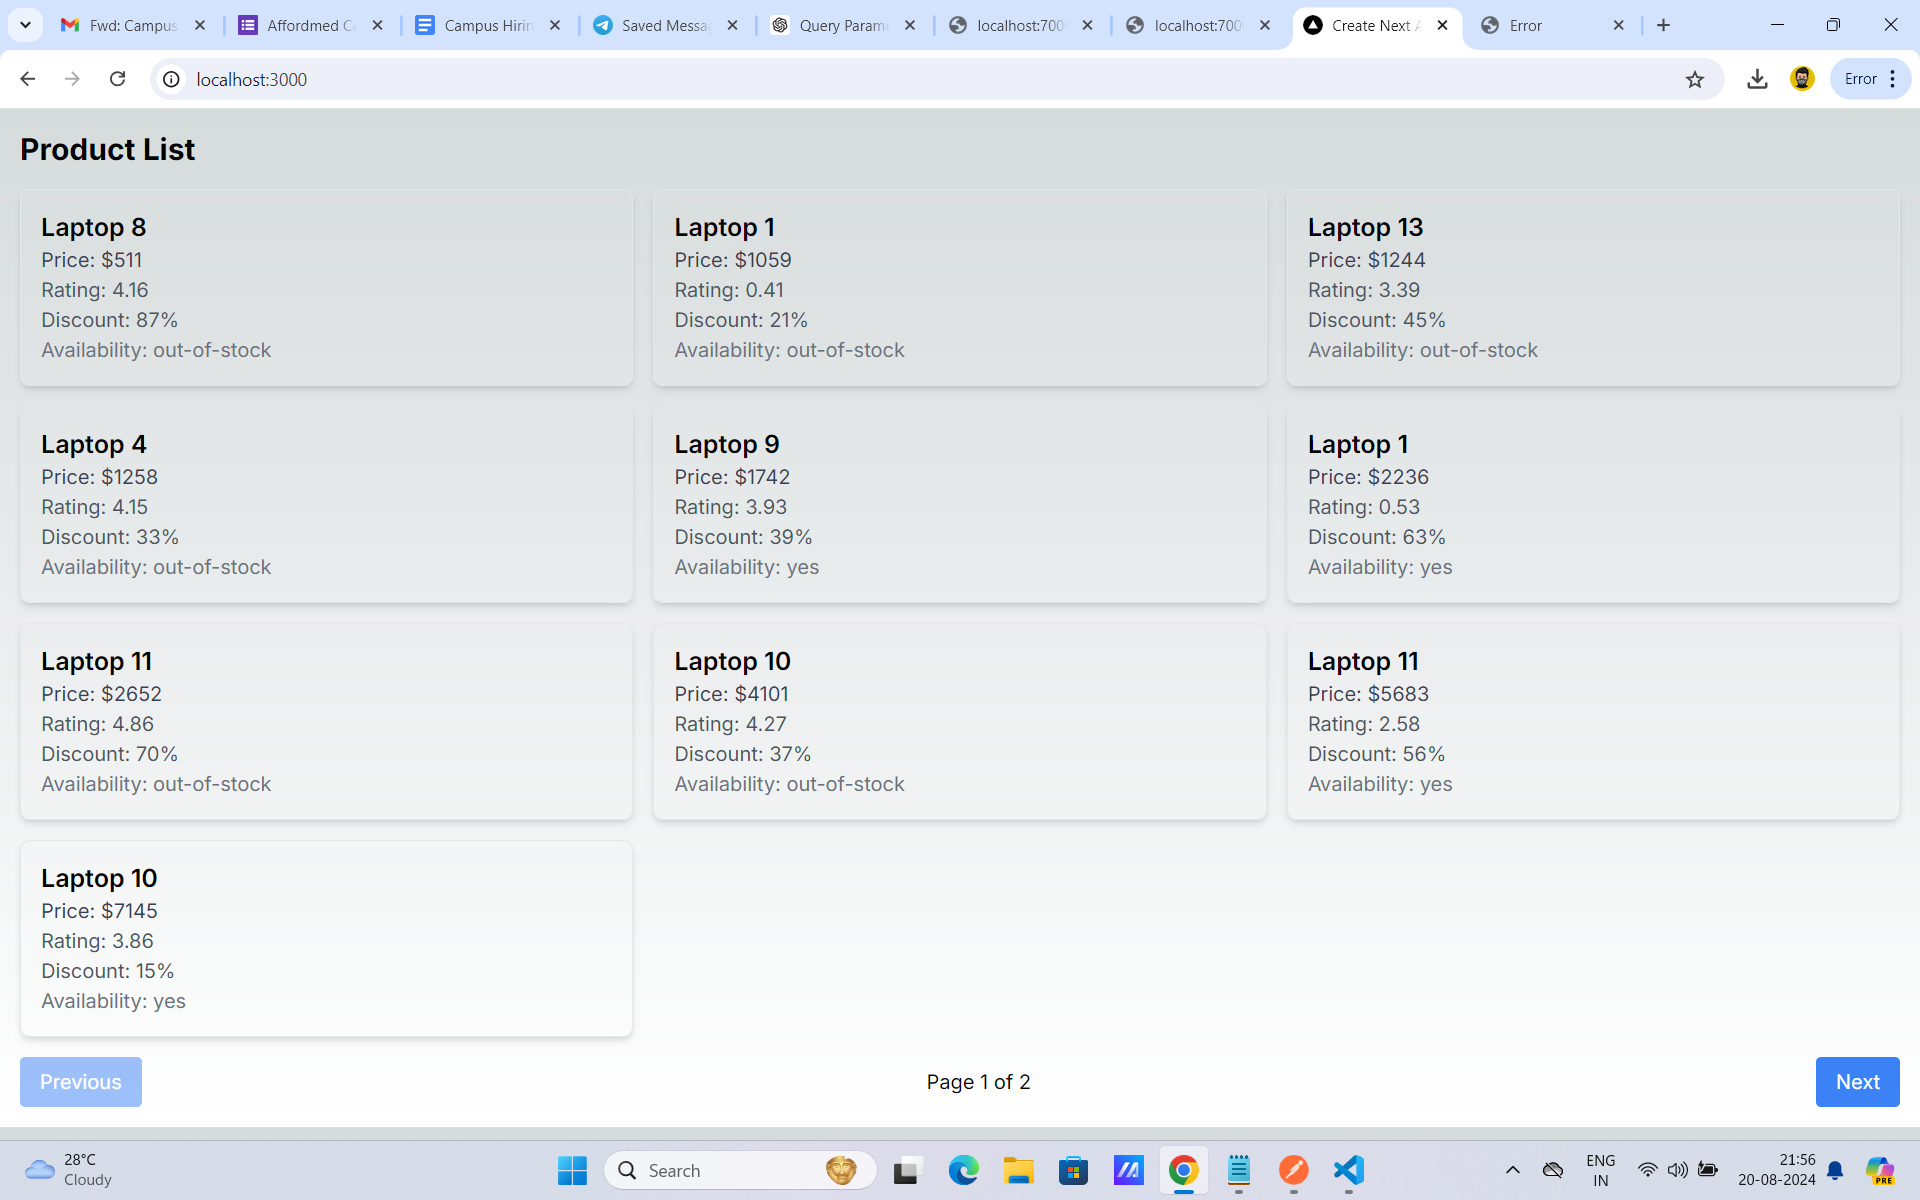 Fwd: Campus
Affordmed Ca
Campus Hirin
Saved Messag
Query Param
localhost:700
localhost:700
Create Next A
Error
localhost:3000
Error
Product List
Laptop 8
Price: $511
Rating: 4.16
Discount: 87%
Availability: out-of-stock
Laptop 1
Price: $1059
Rating: 0.41
Discount: 21%
Availability: out-of-stock
Laptop 13
Price: $1244
Rating: 3.39
Discount: 45%
Availability: out-of-stock
Laptop 4
Price: $1258
Rating: 4.15
Discount: 33%
Availability: out-of-stock
Laptop 9
Price: $1742
Rating: 3.93
Discount: 39%
Availability: yes
Laptop 1
Price: $2236
Rating: 0.53
Discount: 63%
Availability: yes
Laptop 11
Price: $2652
Rating: 4.86
Discount: 70%
Availability: out-of-stock
Laptop 10
Price: $4101
Rating: 4.27
Discount: 37%
Availability: out-of-stock
Laptop 11
Price: $5683
Rating: 2.58
Discount: 56%
Availability: yes
Laptop 10
Price: $7145
Rating: 3.86
Discount: 15%
Availability: yes
Previous
Page 1 of 2
Next
28°C
Cloudy
Search
ENG
IN
21:56
20-08-2024
PRE